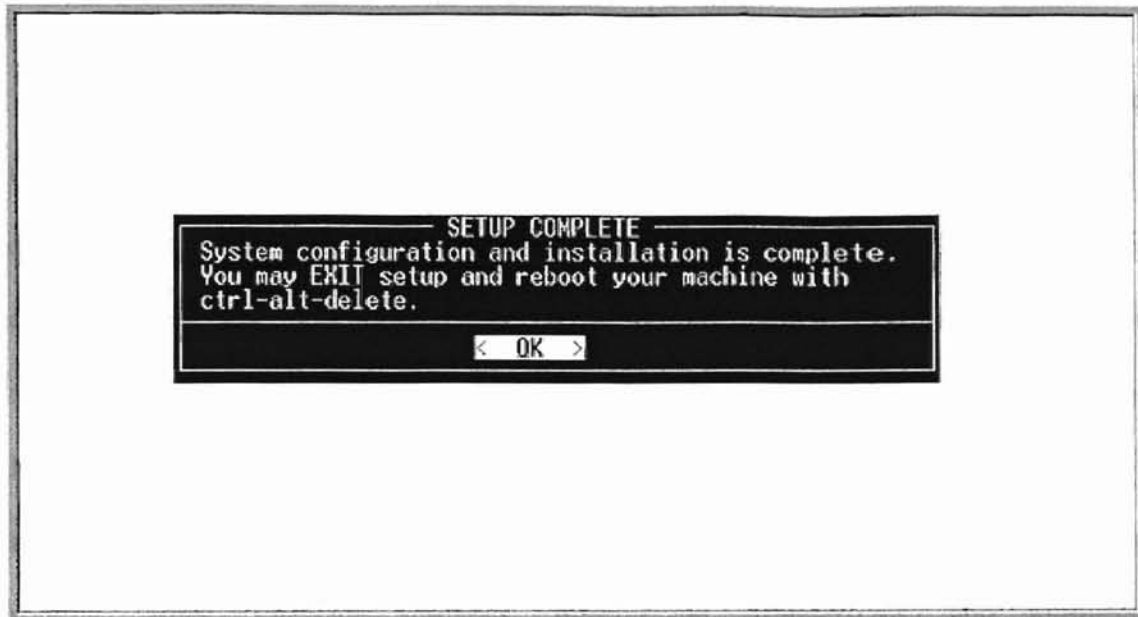 SETUP COMPLETE
System configuration and installation is complete.
You may EXIT setup and reboot your machine with
ctrl-alt-delete.
< OK >